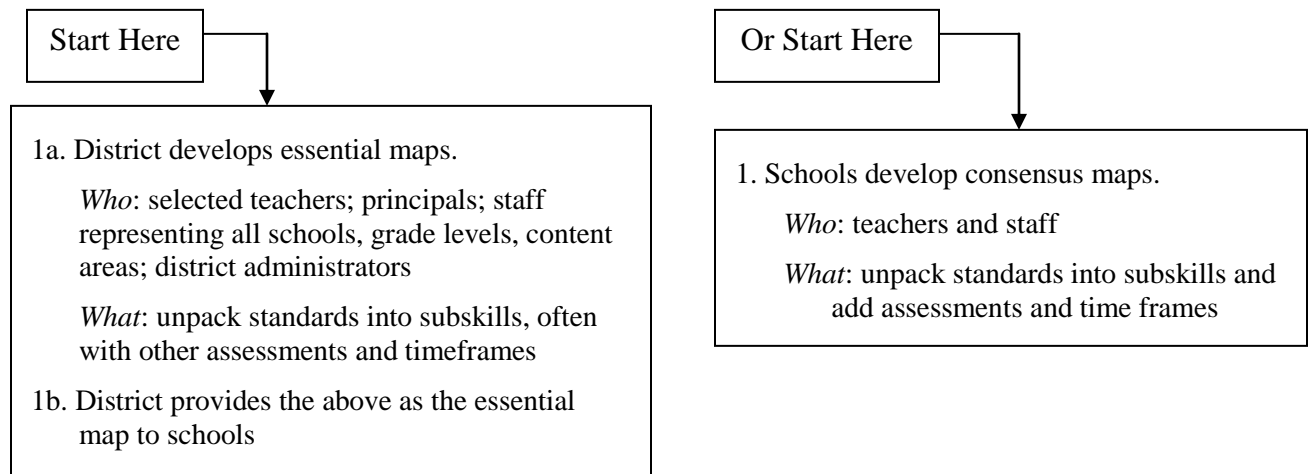 Start Here
1a. District develops essential maps.
Who: selected teachers; principals; staff
representing all schools, grade levels, content
areas; district administrators
What: unpack standards into subskills, often
with other assessments and timeframes
1b. District provides the above as the essential
map to schools
Or Start Here
1. Schools develop consensus maps.
Who: teachers and staff
What: unpack standards into subskills and
add assessments and time frames